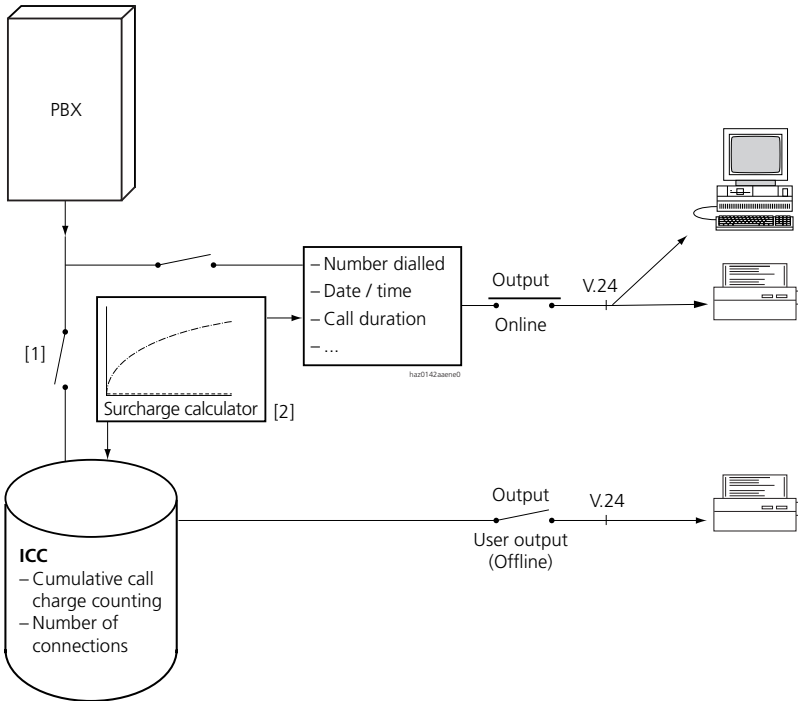 PBX
– Number dialled
– Date / time
– Call duration
– ...
haz0142aaene0
Output
Online
V.24
[1]
Surcharge calculator
[2]
ICC
– Cumulative call
charge counting
– Number of
connections
Output
User output
(Offline)
V.24